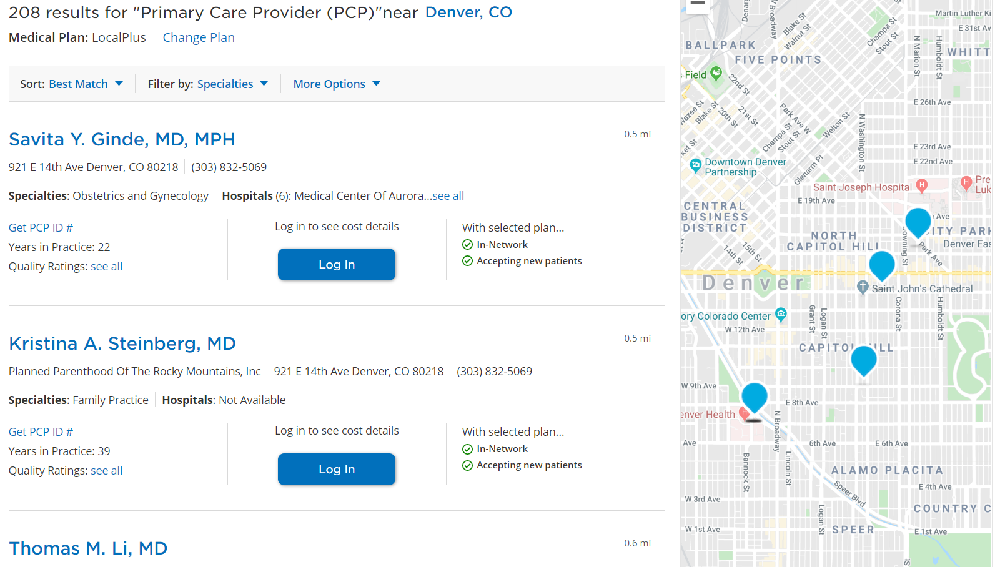 208 results for "Primary Care Provider (PCP)"near Denver, CO
Medical Plan: LocalPlus Change Plan
Sort: Best Match Filter by: Specialties More Options
Savita Y. Ginde, MD, MPH
0.5 mi
921 E 14th Ave Denver, CO 80218 (303) 832-5069
Specialties: Obstetrics and Gynecology Hospitals (6): Medical Center Of Aurora...see all
Get PCP ID #
Years in Practice: 22
Quality Ratings: see all
Log in to see cost details
Log In
With selected plan...
In-Network
Accepting new patients
Kristina A. Steinberg, MD
0.5 mi
Planned Parenthood Of The Rocky Mountains, Inc 921 E 14th Ave Denver, CO 80218 (303) 832-5069
Specialties: Family Practice Hospitals: Not Available
Get PCP ID #
Years in Practice: 39
Quality Ratings: see all
Log in to see cost details
Log In
With selected plan...
In-Network
Accepting new patients
Thomas M. Li, MD
0.6 mi
Denarg
N Broadway
Blake St
Walnut St
Champa St
Stout St
Martin Luther Ki
E 31st Av
BALLPARK
FIVE POINTS
N Marion St
Humboldt St
WHITT
s Field
22nd St
21st St
20th St
Wazee St
Blake St
Park Ave W
Champa St
Stout St
Welton St
Glenarm Pl
N Washington St
E 26th Ave
E 23rd Ave
E 22nd Ave
ket St
Downtown Denver
Partnership
Saint Joseph Hospital
H
H
Pre
Luk
E 19th Ave
CENTRAL
BUSINESS
DISTRICT
Ave
ITY PARK
NORTH
CAPITOL HILL
Denver Eas
Downing St
Park Ave
15th St
14th St
Denver
Saint John's Cathedral
ory Colorado Center
Grant St
Logan St
Corona St
Humboldt St
W 12th Ave
CAPITOL HILL
W 9th Ave
E 8th Ave
enver Health
H
N Broadway
Ave
6th Ave
E 6th Ave
Bannock St
Lincoln St
ALAMO PLACITA
Speer Blvd
E 4th Ave
W 3rd Ave
COUNTRY C
Logan St
W 1st Ave
SPEER
E 1st Ave
St